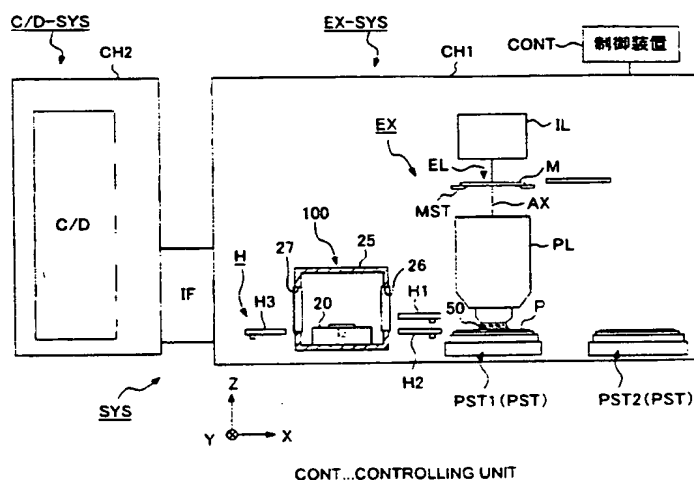 C/D-SYS
EX-SYS
CH2
CH1
CONT
制御装置
IL
EX
EL
M
MST
AX
C/D
100
25
PL
27
26
H
IF
H3
20
H1
50
P
H2
SYS
Z
Y
X
PST1 (PST)
PST2 (PST)
CONT...CONTROLLING UNIT